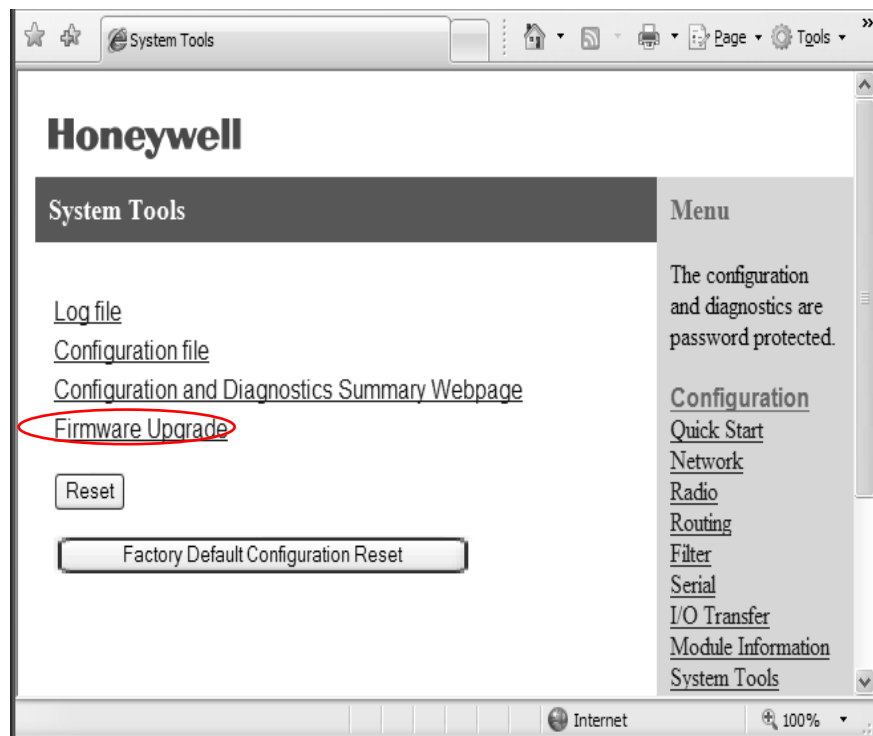 System Tools
Page
Tools
»
Honeywell
System Tools
Log file
Configuration file
Configuration and Diagnostics Summary Webpage
Firmware Upgrade
Reset
Factory Default Configuration Reset
Menu
The configuration
and diagnostics are
password protected.
Configuration
Quick Start
Network
Radio
Routing
Filter
Serial
I/O Transfer
Module Information
System Tools
Internet
100%